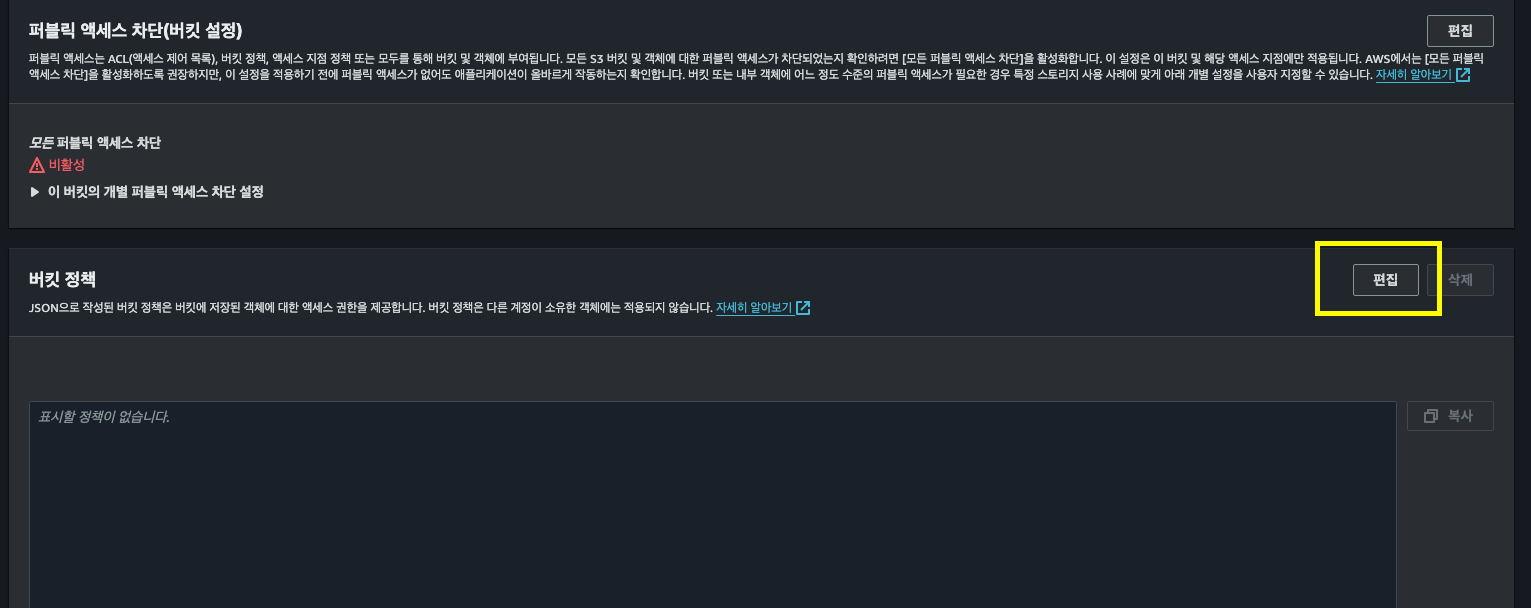 퍼블릭 액세스 차단(버킷 설정)
편집
퍼블릭 액세스는 ACL(액세스 제어 목록), 버킷 정책, 액세스 지점 정책 또는 모두를 통해 버킷 및 객체에 부여됩니다. 모든 S3 버킷 및 객체에 대한 퍼블릭 액세스가 차단되었는지 확인하려면 [모든 퍼블릭 액세스 차단]을 활성화합니다. 이 설정은 이 버킷 및 해당 액세스 지점에만 적용됩니다. AWS에서는 [모든 퍼블릭
액세스 차단]을 활성화하도록 권장하지만, 이 설정을 적용하기 전에 퍼블릭 액세스가 없어도 애플리케이션이 올바르게 작동하는지 확인합니다. 버킷 또는 내부 객체에 어느 정도 수준의 퍼블릭 액세스가 필요한 경우 특정 스토리지 사용 사례에 맞게 아래 개별 설정을 사용자 지정할 수 있습니다. 자세히 알아보기
모든 퍼블릭 액세스 차단
비활성
이 버킷의 개별 퍼블릭 액세스 차단 설정
버킷 정책
편집
삭제
JSON으로 작성된 버킷 정책은 버킷에 저장된 객체에 대한 액세스 권한을 제공합니다. 버킷 정책은 다른 계정이 소유한 객체에는 적용되지 않습니다. 자세히 알아보기
표시할 정책이 없습니다.
복사